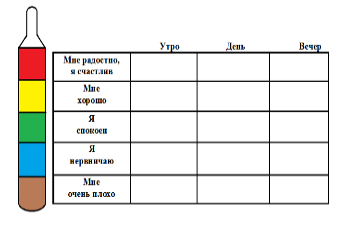 Утро День Вечер
Мне радостно,
я счастлив
Мне
хорошо
Я
спокоен
Я
нервничаю
Мне
очень плохо